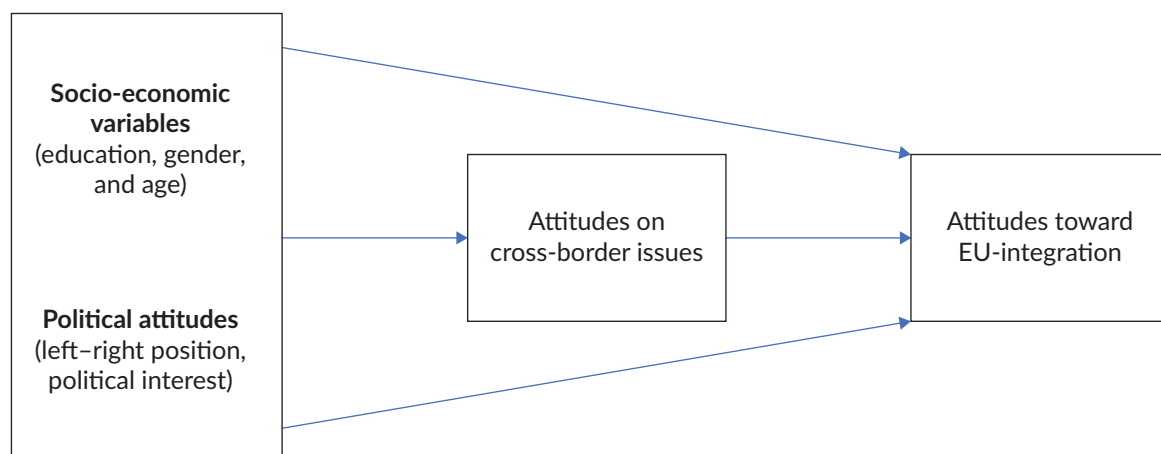 Socio-economic
variables
(education, gender,
and age)
Political attitudes
(left–right position,
political interest)
Attitudes on
cross-border issues
Attitudes toward
EU-integration